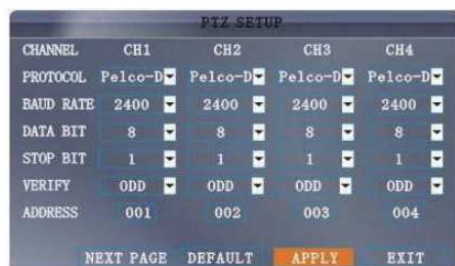 PTZ SETUP
CHANNEL CH1 CH2 CH3 CH4
PROTOCOL Pelco-D Pelco-D Pelco-D Pelco-D
BAUD RATE 2400 2400 2400 2400
DATA BIT 8 8 8 8
STOP BIT 1 1 1 1
VERIFY ODD ODD ODD ODD
ADDRESS 001 002 003 004
NEXT PAGE DEFAULT APPLY EXIT